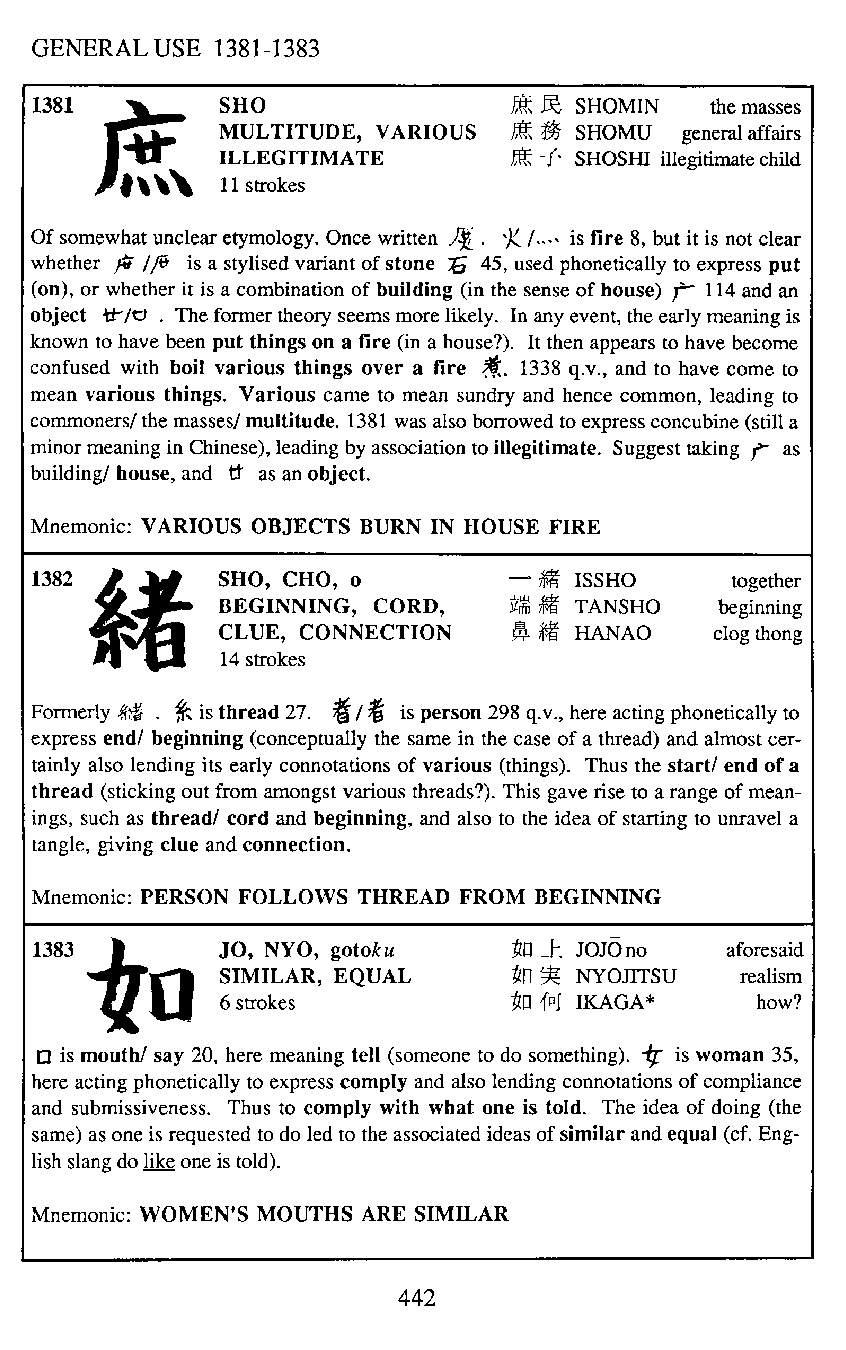 GENERAL USE 1381-1383
1381 庶 SHO 庶民 SHOMIN the masses
MULTITUDE, VARIOUS 庶務 SHOMU general affairs
ILLEGITIMATE 庶子 SHOSHI illegitimate child
11 strokes
Of somewhat unclear etymology. Once written . 火/灬 is fire 8, but it is not clear
whether / is a stylised variant of stone 石 45, used phonetically to express put
(on), or whether it is a combination of building (in the sense of house) 广 114 and an
object 廿/ . The former theory seems more likely. In any event, the early meaning is
known to have been put things on a fire (in a house?). It then appears to have become
confused with boil various things over a fire 煮 1338 q.v., and to have come to
mean various things. Various came to mean sundry and hence common, leading to
commoners/ the masses/ multitude. 1381 was also borrowed to express concubine (still a
minor meaning in Chinese), leading by association to illegitimate. Suggest taking 广 as
building/ house, and 廿 as an object.
Mnemonic: VARIOUS OBJECTS BURN IN HOUSE FIRE
1382 緒 SHO, CHO, o 一緒 ISSHO together
BEGINNING, CORD, 端緒 TANSHO beginning
CLUE, CONNECTION 鼻緒 HANAO clog thong
14 strokes
Formerly 緖 . 糸 is thread 27. 者/者 is person 298 q.v., here acting phonetically to
express end/ beginning (conceptually the same in the case of a thread) and almost cer-
tainly also lending its early connotations of various (things). Thus the start/ end of a
thread (sticking out from amongst various threads?). This gave rise to a range of mean-
ings, such as thread/ cord and beginning, and also to the idea of starting to unravel a
tangle, giving clue and connection.
Mnemonic: PERSON FOLLOWS THREAD FROM BEGINNING
1383 如 JO, NYO, gotoku 如上 JOJŌ no aforesaid
SIMILAR, EQUAL 如実 NYOJITSU realism
6 strokes 如何 IKAGA* how?
口 is mouth/ say 20, here meaning tell (someone to do something). 女 is woman 35,
here acting phonetically to express comply and also lending connotations of compliance
and submissiveness. Thus to comply with what one is told. The idea of doing (the
same) as one is requested to do led to the associated ideas of similar and equal (cf. Eng-
lish slang do like one is told).
Mnemonic: WOMEN'S MOUTHS ARE SIMILAR
442